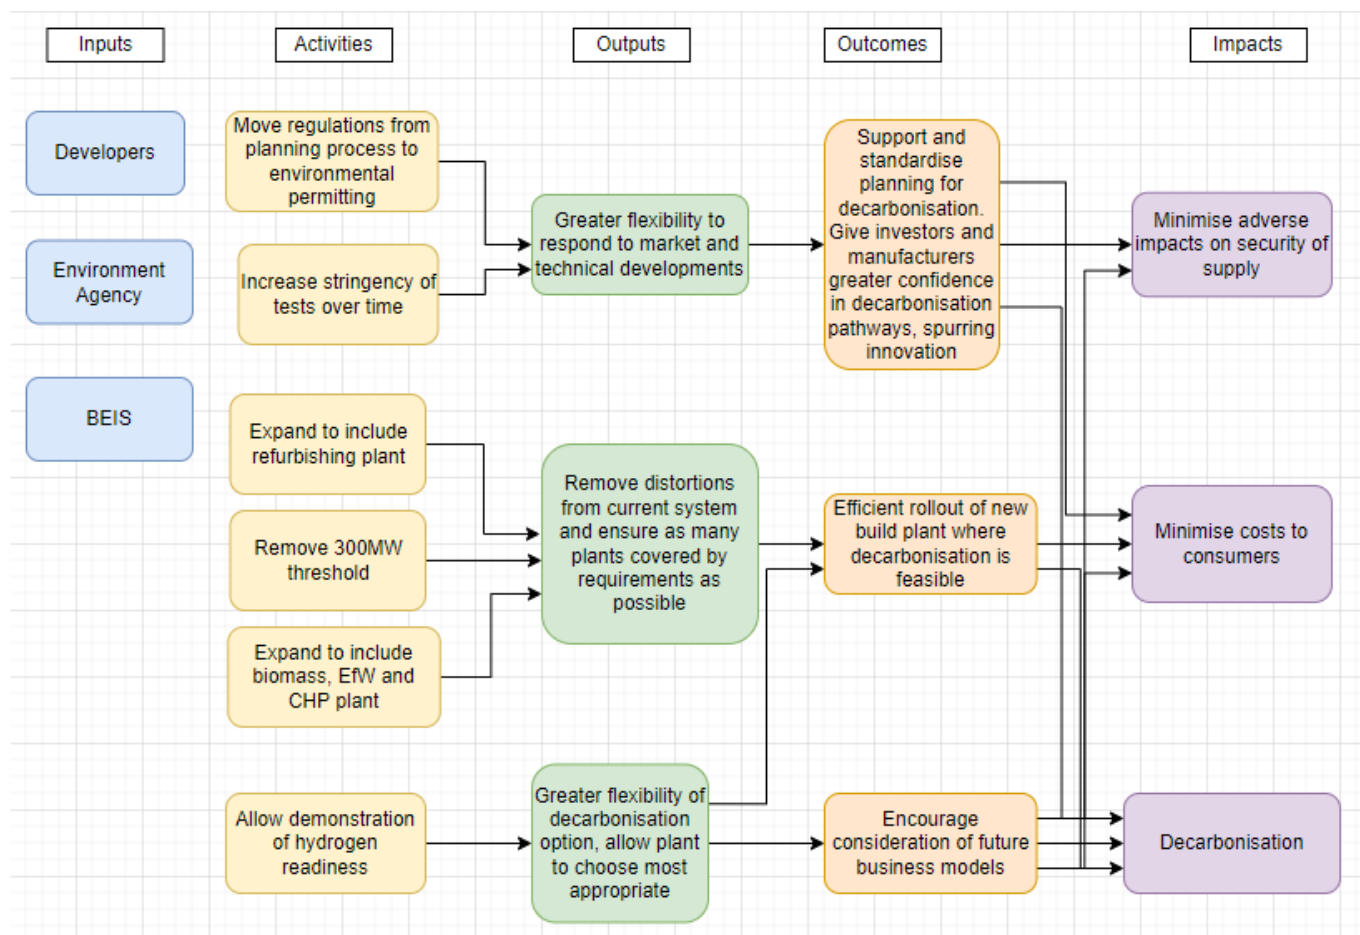 Inputs
Activities
Outputs
Outcomes
Impacts
Developers
Environment
Agency
BEIS
Move regulations from
planning process to
environmental
permitting
Increase stringency of
tests over time
Expand to include
refurbishing plant
Remove 300MW
threshold
Expand to include
biomass, EfW and
CHP plant
Allow demonstration
of hydrogen
readiness
Greater flexibility to
respond to market and
technical developments
Remove distortions
from current system
and ensure as many
plants covered by
requirements as
possible
Greater flexibility of
decarbonisation
option, allow plant
to choose most
appropriate
Support and
standardise
planning for
decarbonisation.
Give investors and
manufacturers
greater confidence
in decarbonisation
pathways, spurring
innovation
Efficient rollout of new
build plant where
decarbonisation is
feasible
Encourage
consideration of future
business models
Minimise adverse
impacts on security of
supply
Minimise costs to
consumers
Decarbonisation